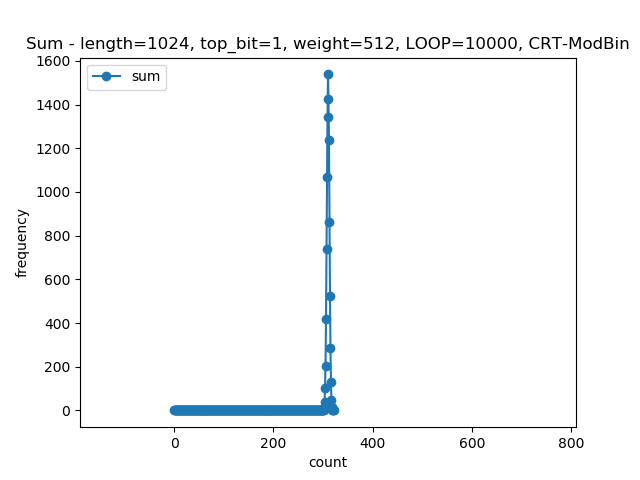 Sum - length=1024, top_bit=1, weight=512, LOOP=10000, CRT-ModBin
sum
1600
1400
1200
1000
800
600
400
200
0
frequency
0 200 400 600 800
count